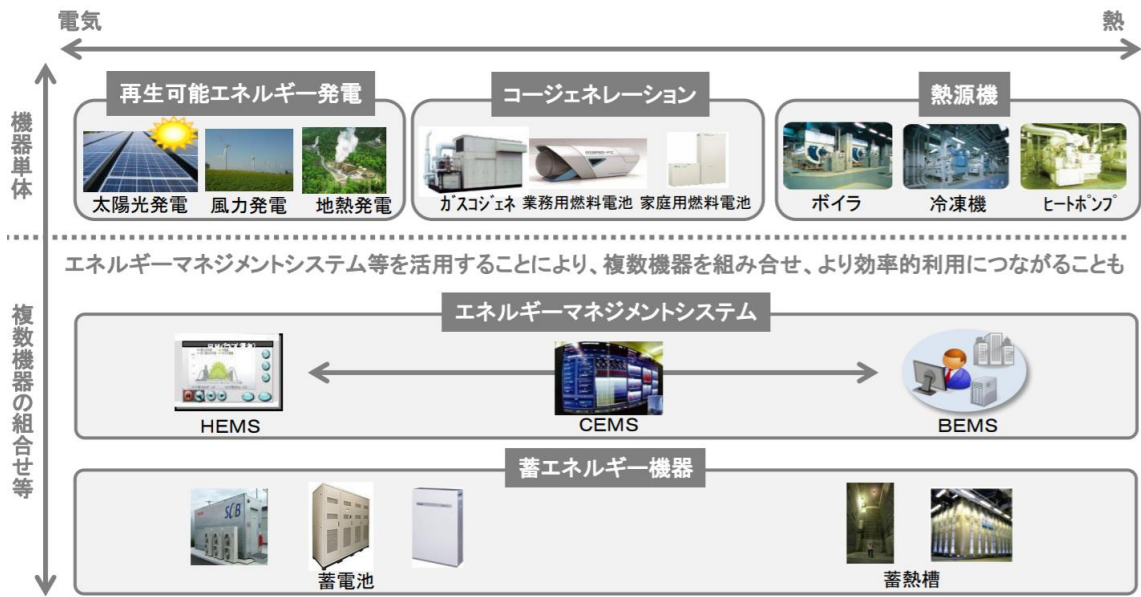 電気
熱
機器単体
再生可能エネルギー発電
コージェネレーション
熱源機
太陽光発電
風力発電
地熱発電
ガスコジェネ
業務用燃料電池
家庭用燃料電池
ボイラ
冷凍機
ヒートポンプ
エネルギーマネジメントシステム等を活用することにより、複数機器を組み合せ、より効率的利用につながることも
複数機器の組合せ等
エネルギーマネジメントシステム
HEMS
CEMS
BEMS
蓄エネルギー機器
SCB
蓄電池
蓄熱槽